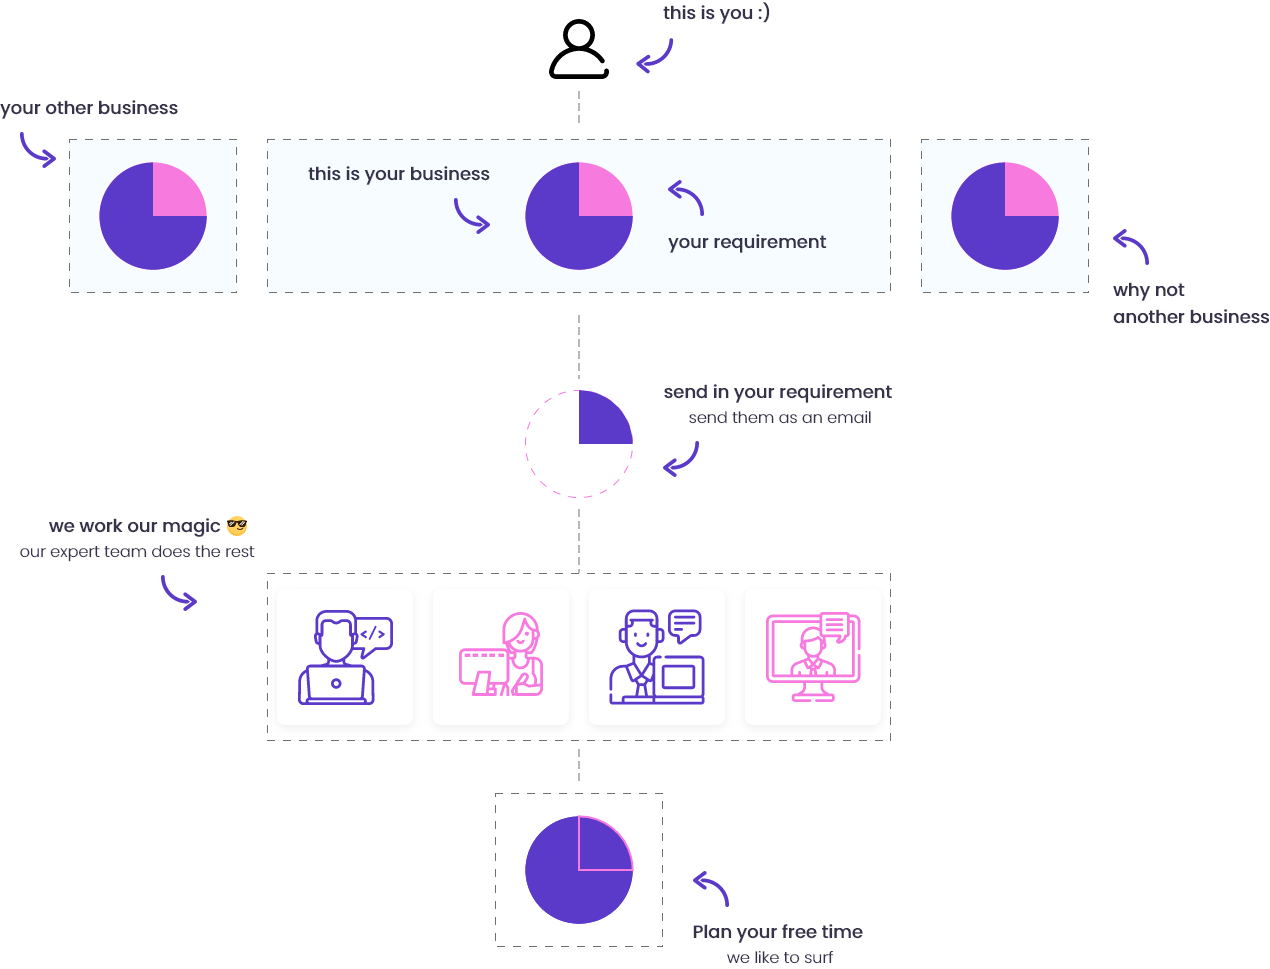 this is you :)
your other business
this is your business
your requirement
why not
another business
send in your requirement
send them as an email
we work our magic 😎
our expert team does the rest
</>
Plan your free time
we like to surf